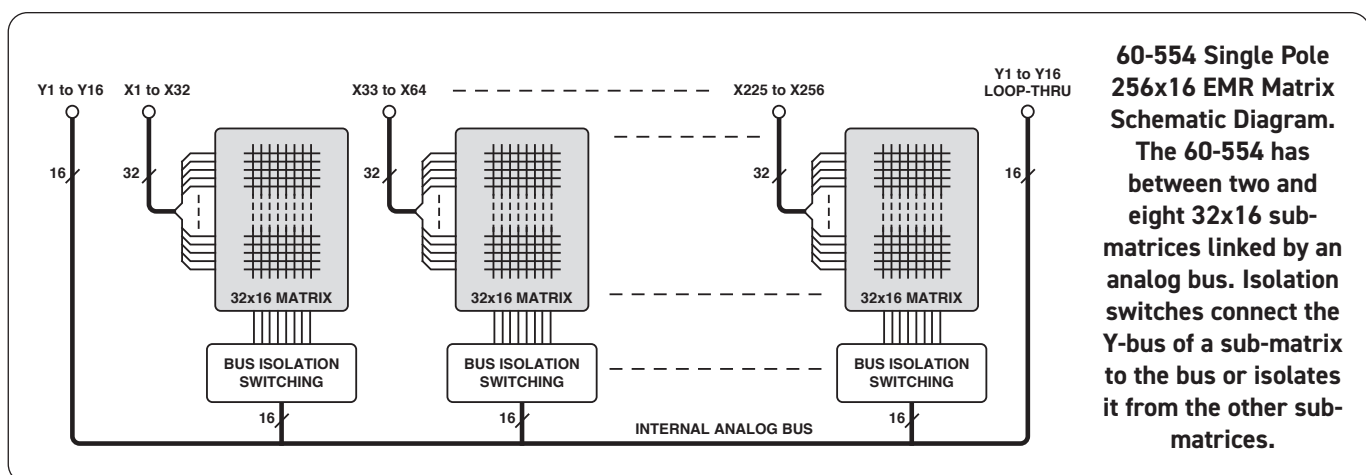 Y1 to Y16
X1 to X32
X33 to X64
X225 to X256
Y1 to Y16
LOOP-THRU
16
32
32
32
16
32x16 MATRIX
32x16 MATRIX
32x16 MATRIX
BUS ISOLATION
SWITCHING
BUS ISOLATION
SWITCHING
BUS ISOLATION
SWITCHING
16
16
16
INTERNAL ANALOG BUS
60-554 Single Pole
256x16 EMR Matrix
Schematic Diagram.
The 60-554 has
between two and
eight 32x16 sub-
matrices linked by an
analog bus. Isolation
switches connect the
Y-bus of a sub-matrix
to the bus or isolates
it from the other sub-
matrices.